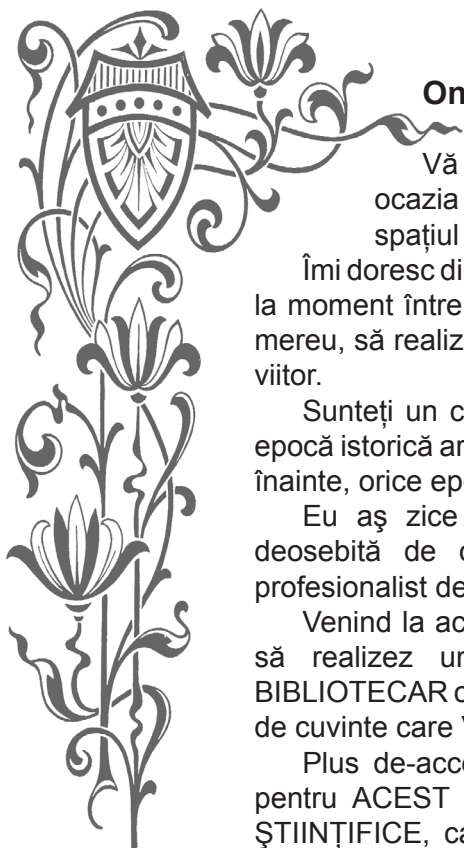 On
Vă
ocazia
spațiul
Îmi doresc di
la moment între
mereu, să realiz
viitor.
Sunteți un c
epocă istorică ar
înainte, orice epo
Eu aş zice
deosebită de c
profesionalist de
Venind la ac
să realizez un
BIBLIOTECAR c
de cuvinte care V
Plus de-acc
pentru ACEST
ŞTIINȚIFICE, ca